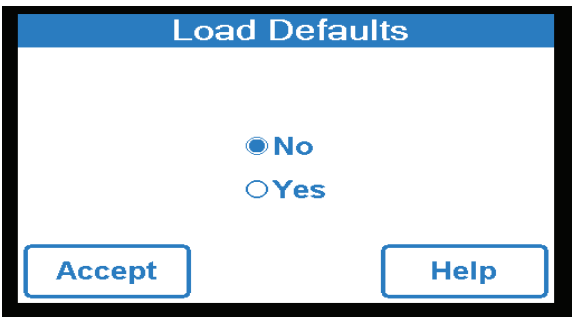 Load Defaults
No
Yes
Accept
Help